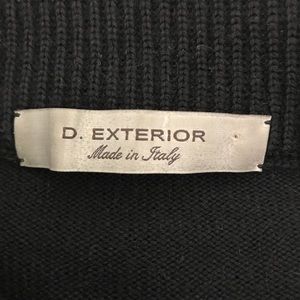 D. EXTERIOR
Made in Italy